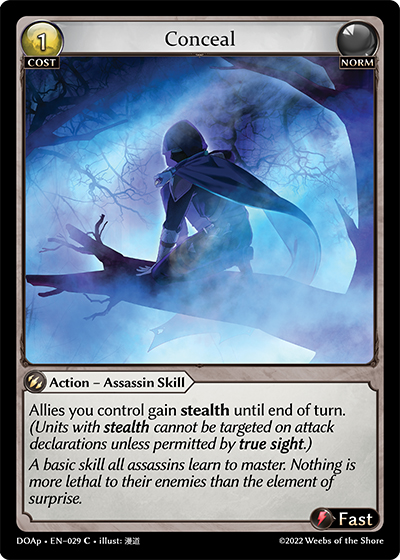 1
Conceal
COST
NORM
Action – Assassin Skill
Allies you control gain stealth until end of turn.
(Units with stealth cannot be targeted on attack
declarations unless permitted by true sight.)
A basic skill all assassins learn to master. Nothing is
more lethal to their enemies than the element of
surprise.
Fast
DOAp • EN-029 C • illust: 漫道
©2022 Weebs of the Shore